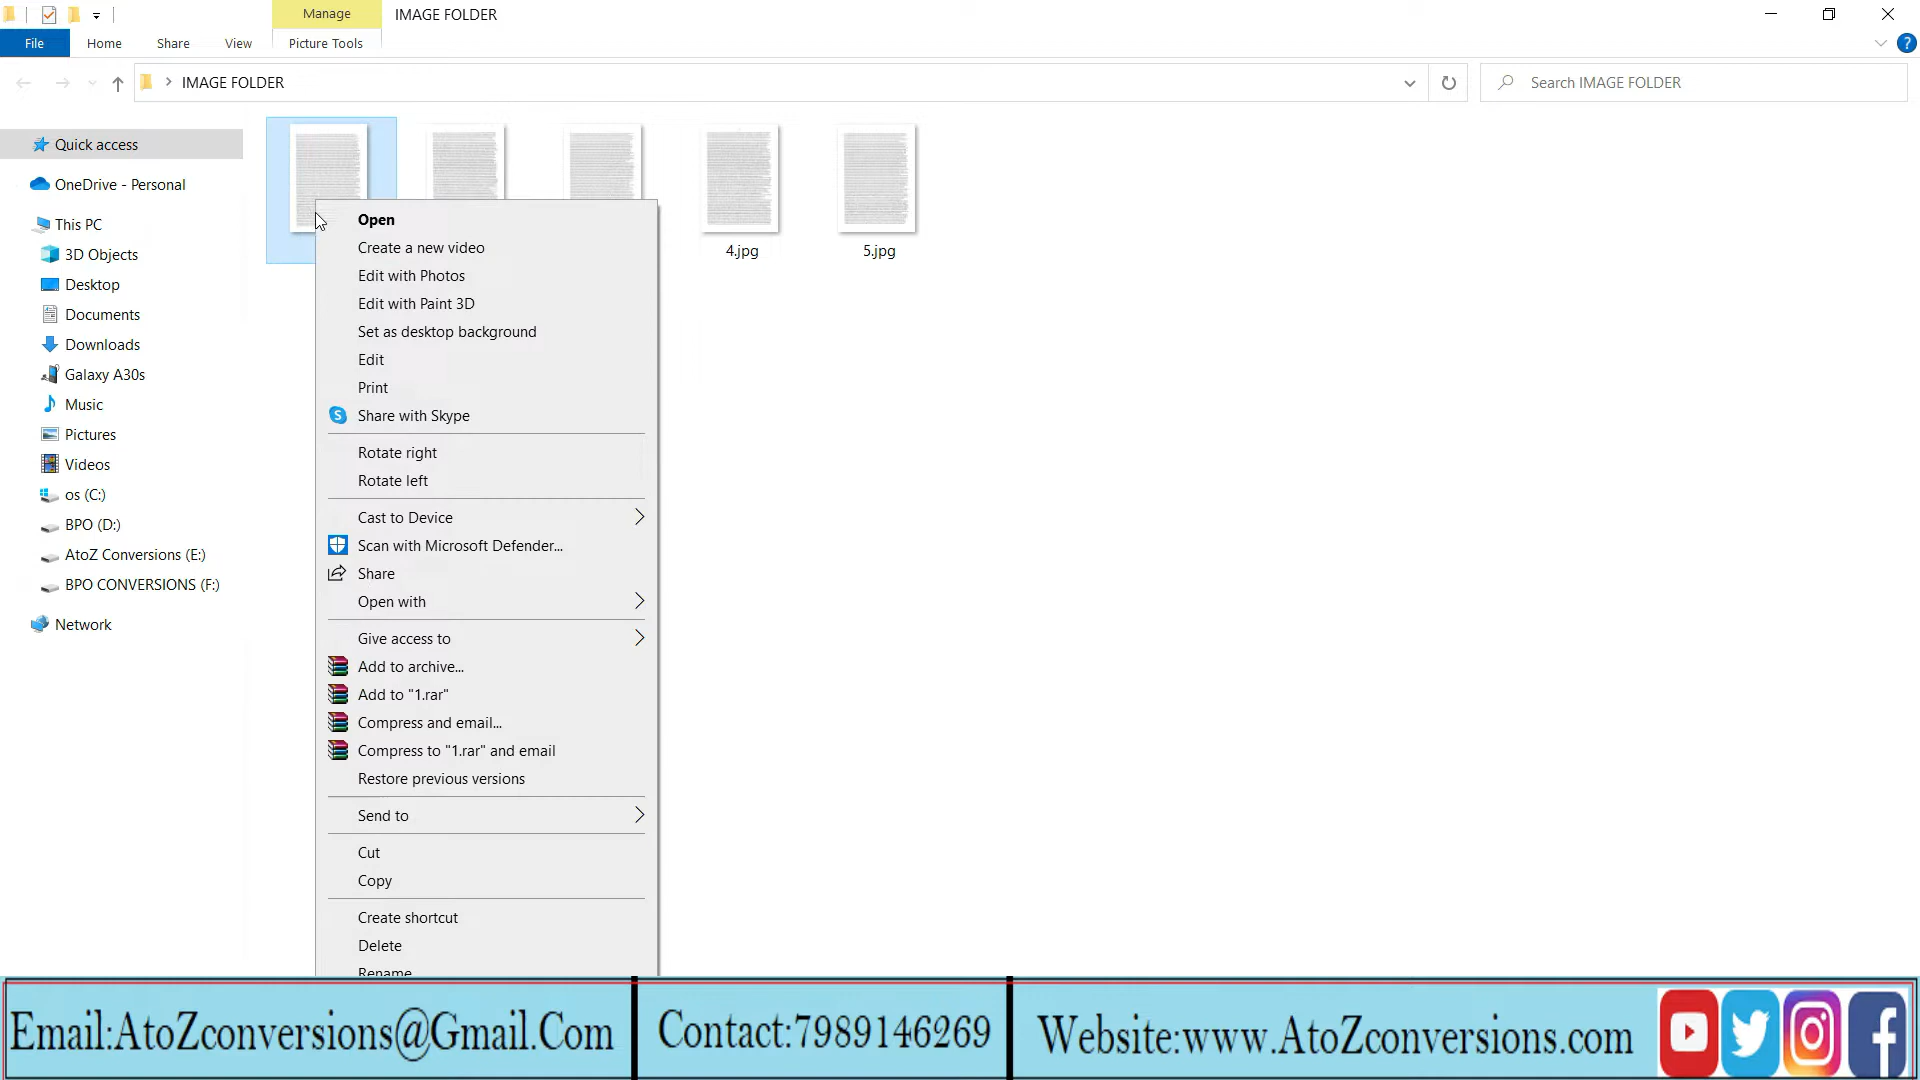 Manage
IMAGE FOLDER
File
Home
Share
View
Picture Tools
IMAGE FOLDER
Search IMAGE FOLDER
Quick access
OneDrive - Personal
This PC
3D Objects
Desktop
Documents
Downloads
Galaxy A30s
Music
Pictures
Videos
os (C:)
BPO (D:)
AtoZ Conversions (E:)
BPO CONVERSIONS (F:)
Network
4.jpg
5.jpg
Open
Create a new video
Edit with Photos
Edit with Paint 3D
Set as desktop background
Edit
Print
Share with Skype
Rotate right
Rotate left
Cast to Device
Scan with Microsoft Defender...
Share
Open with
Give access to
Add to archive...
Add to "1.rar"
Compress and email...
Compress to "1.rar" and email
Restore previous versions
Send to
Cut
Copy
Create shortcut
Delete
Rename
Email:AtoZconversions@Gmail.Com
Contact:7989146269
Website:www.AtoZconversions.com